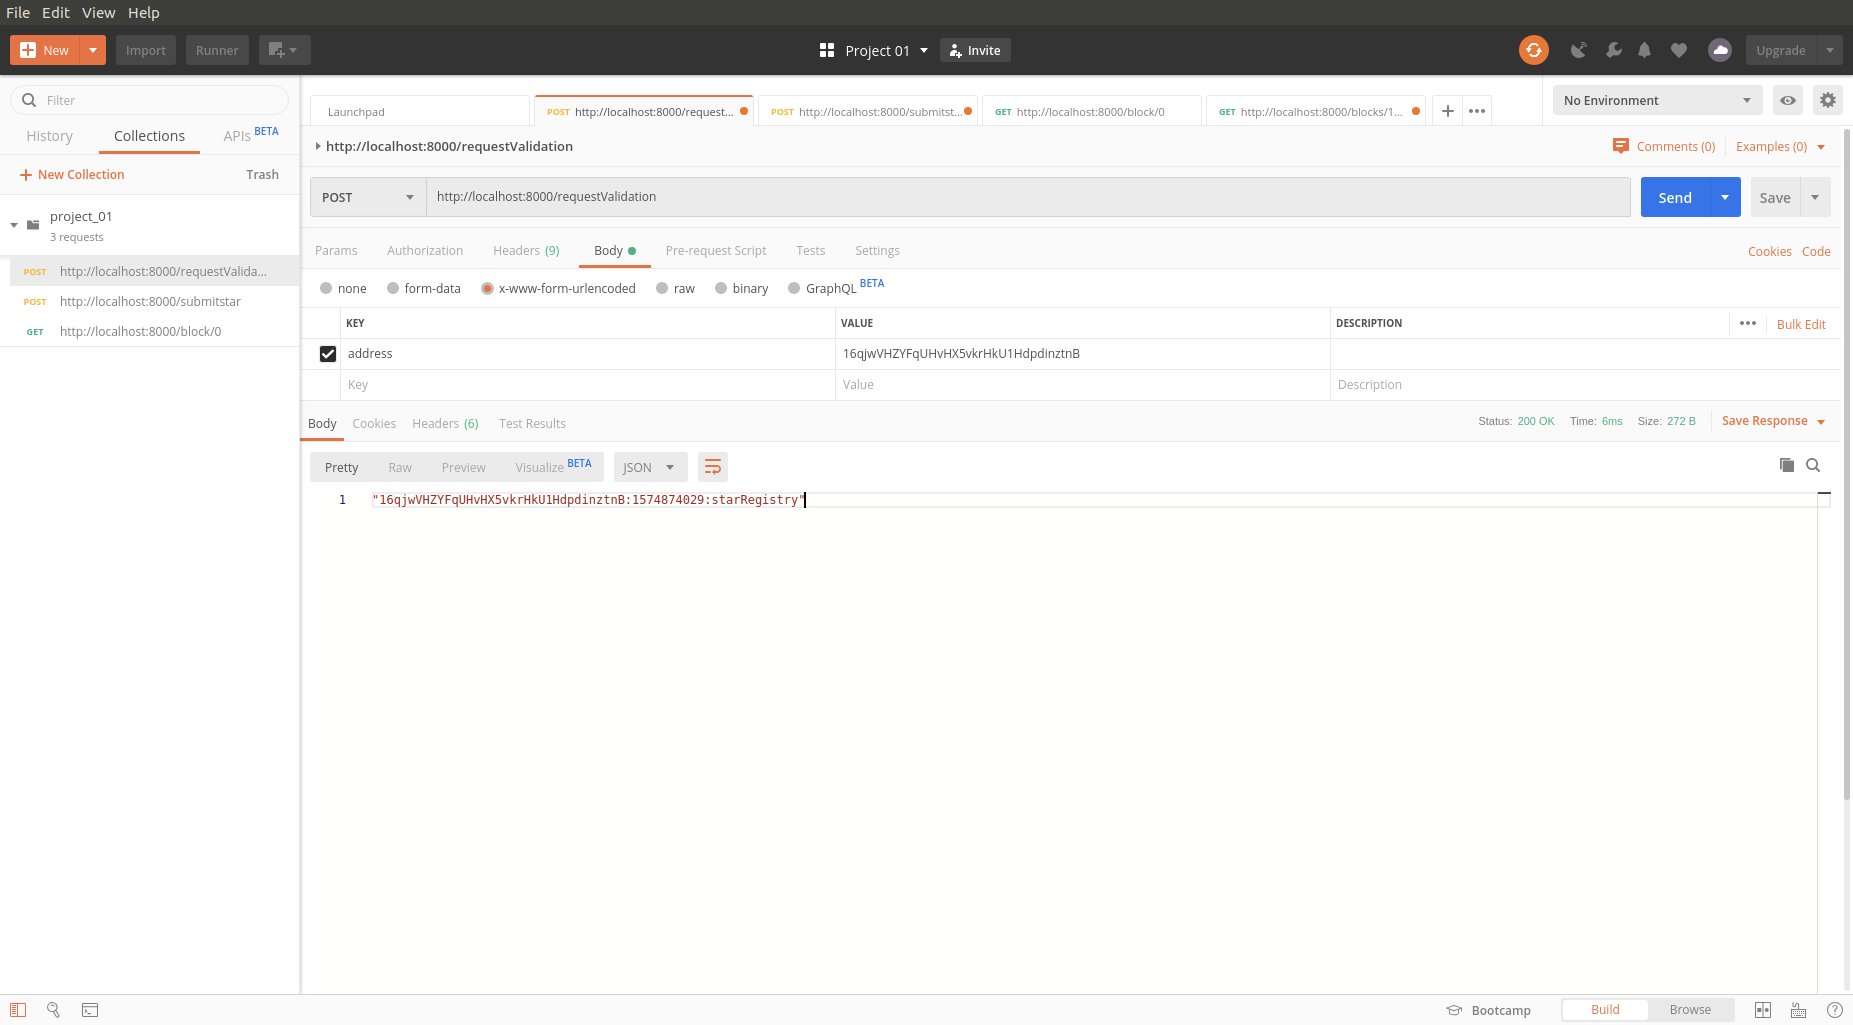 File Edit View Help
New Import Runner Project 01 Invite Upgrade
Filter
History Collections APIs BETA
New Collection Trash
project_01
3 requests
POST http://localhost:8000/requestValida...
POST http://localhost:8000/submitstar
GET http://localhost:8000/block/0
Launchpad POST http://localhost:8000/request... POST http://localhost:8000/submitst... GET http://localhost:8000/block/0 GET http://localhost:8000/blocks/1... No Environment
http://localhost:8000/requestValidation Comments (0) Examples (0)
POST http://localhost:8000/requestValidation Send Save
Params Authorization Headers (9) Body Pre-request Script Tests Settings Cookies Code
none form-data x-www-form-urlencoded raw binary GraphQL BETA
KEY VALUE DESCRIPTION Bulk Edit
address 16qjwVHZYFqUHvHX5vkrHkU1HdpdinztnB
Key Value Description
Body Cookies Headers (6) Test Results Status: 200 OK Time: 6ms Size: 272 B Save Response
Pretty Raw Preview Visualize BETA JSON
1 "16qjwVHZYFqUHvHX5vkrHkU1HdpdinztnB:1574874029:starRegistry"
Bootcamp Build Browse